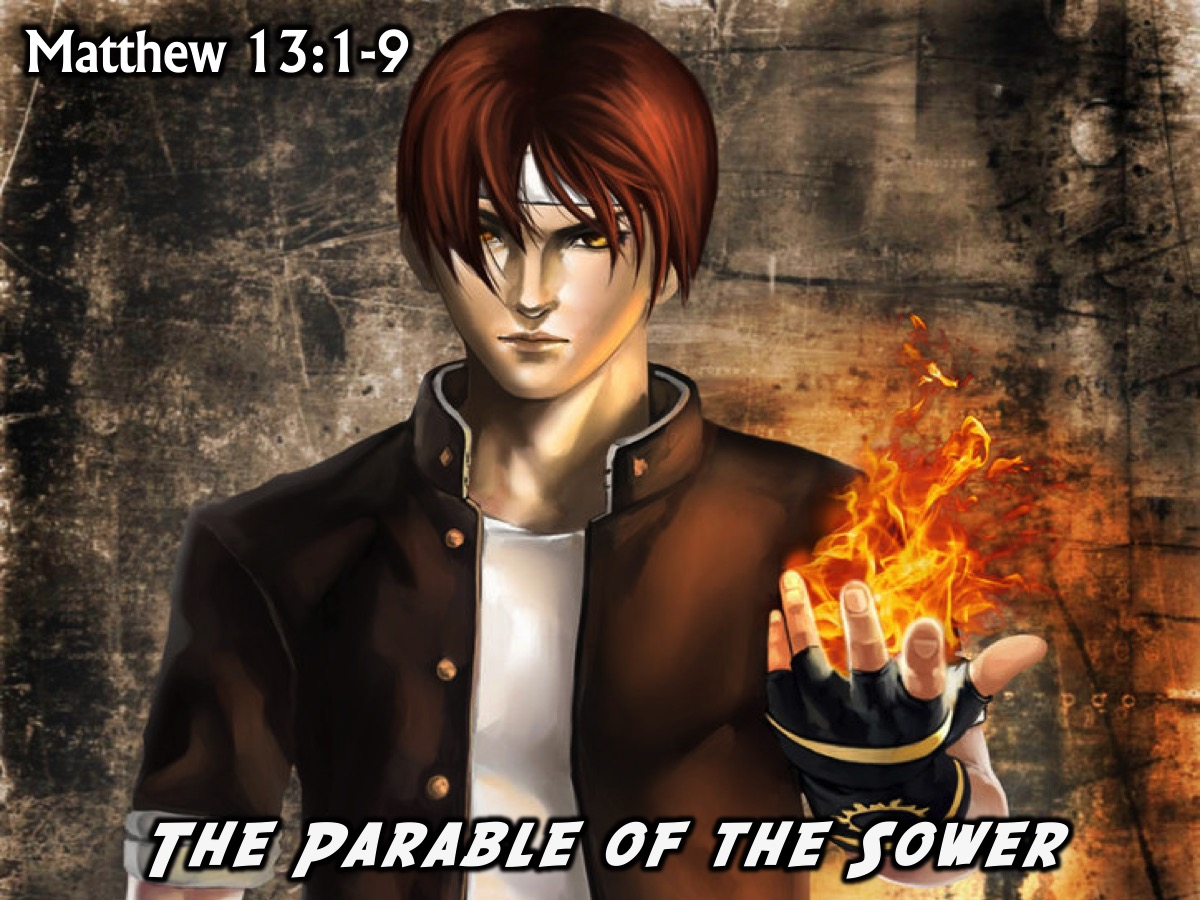 Matthew 13:1-9
The Parable of the Sower